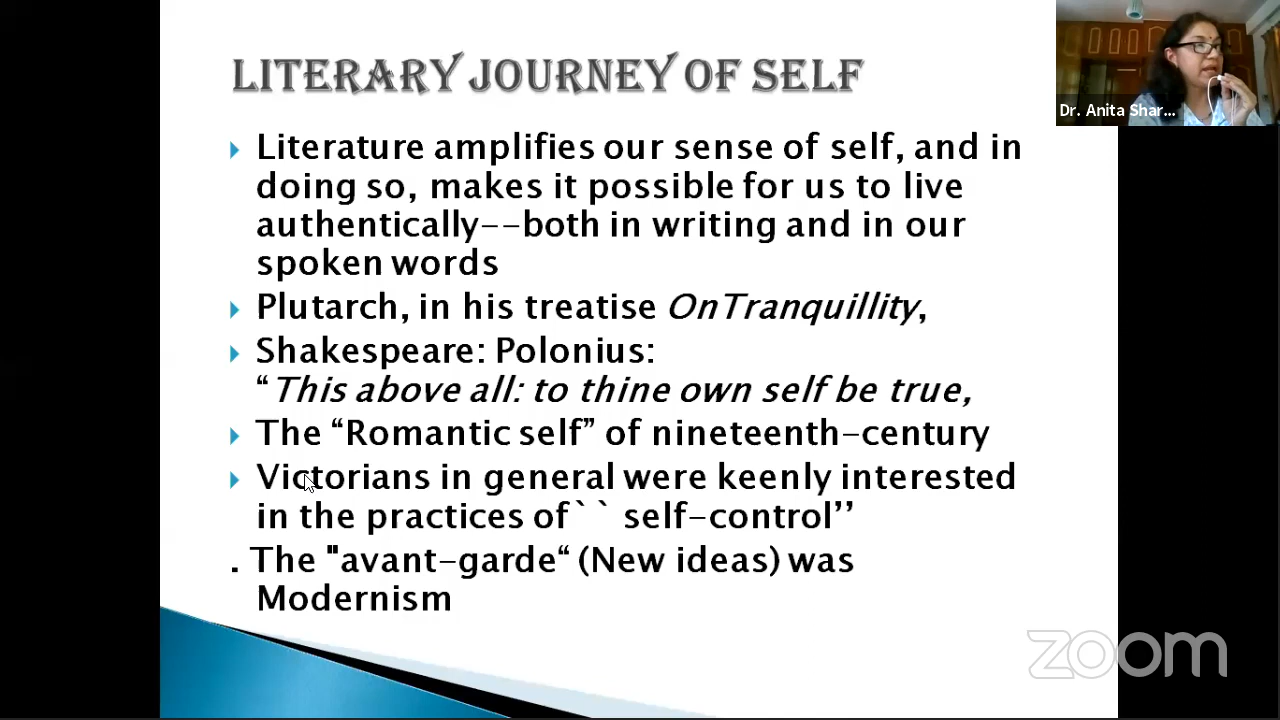 LITERARY JOURNEY OF SELF
Literature amplifies our sense of self, and in
doing so, makes it possible for us to live
authentically--both in writing and in our
spoken words
Plutarch, in his treatise OnTranquillity,
Shakespeare: Polonius:
“This above all: to thine own self be true,
The “Romantic self” of nineteenth-century
Victorians in general were keenly interested
in the practices of`` self-control’’
. The "avant-garde“ (New ideas) was
Modernism
Dr. Anita Shar...
zoom